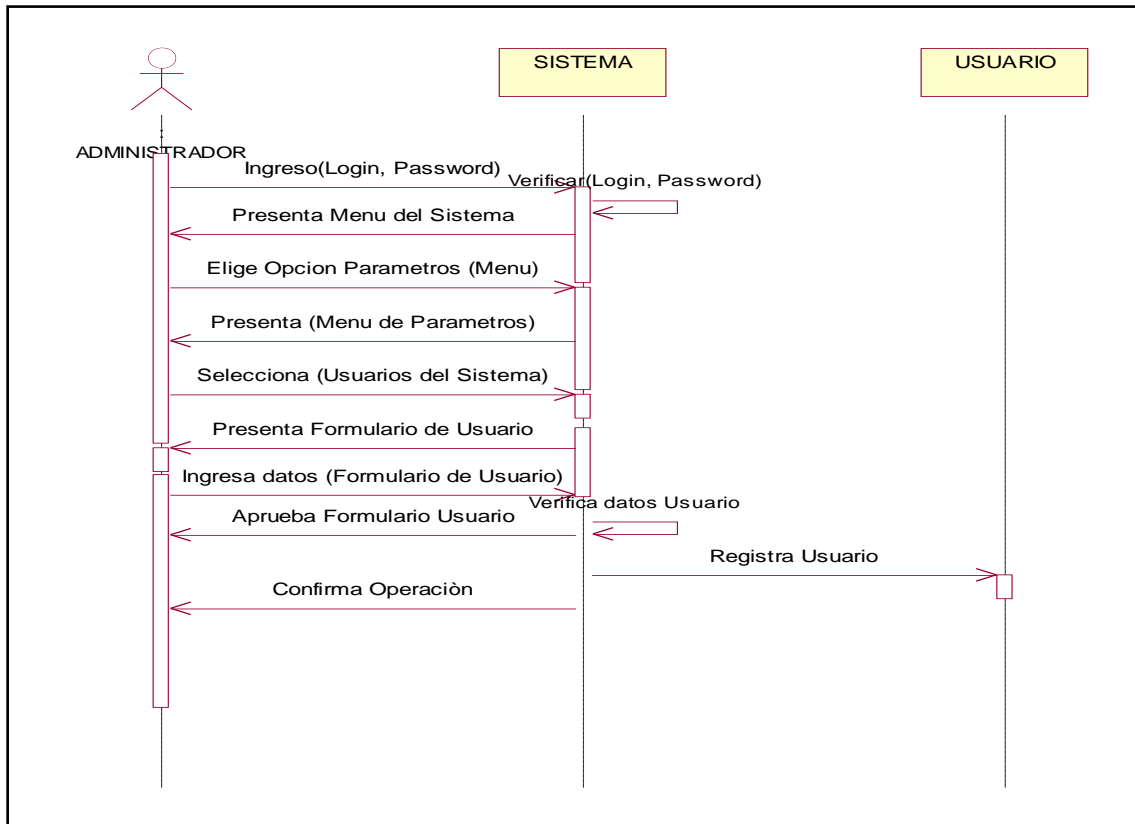 SISTEMA
USUARIO
:
ADMINISTRADOR
Ingreso(Login, Password)
Verificar(Login, Password)
Presenta Menu del Sistema
Elige Opcion Parametros (Menu)
Presenta (Menu de Parametros)
Selecciona (Usuarios del Sistema)
Presenta Formulario de Usuario
Ingresa datos (Formulario de Usuario)
Verifica datos Usuario
Aprueba Formulario Usuario
Registra Usuario
Confirma Operaciòn